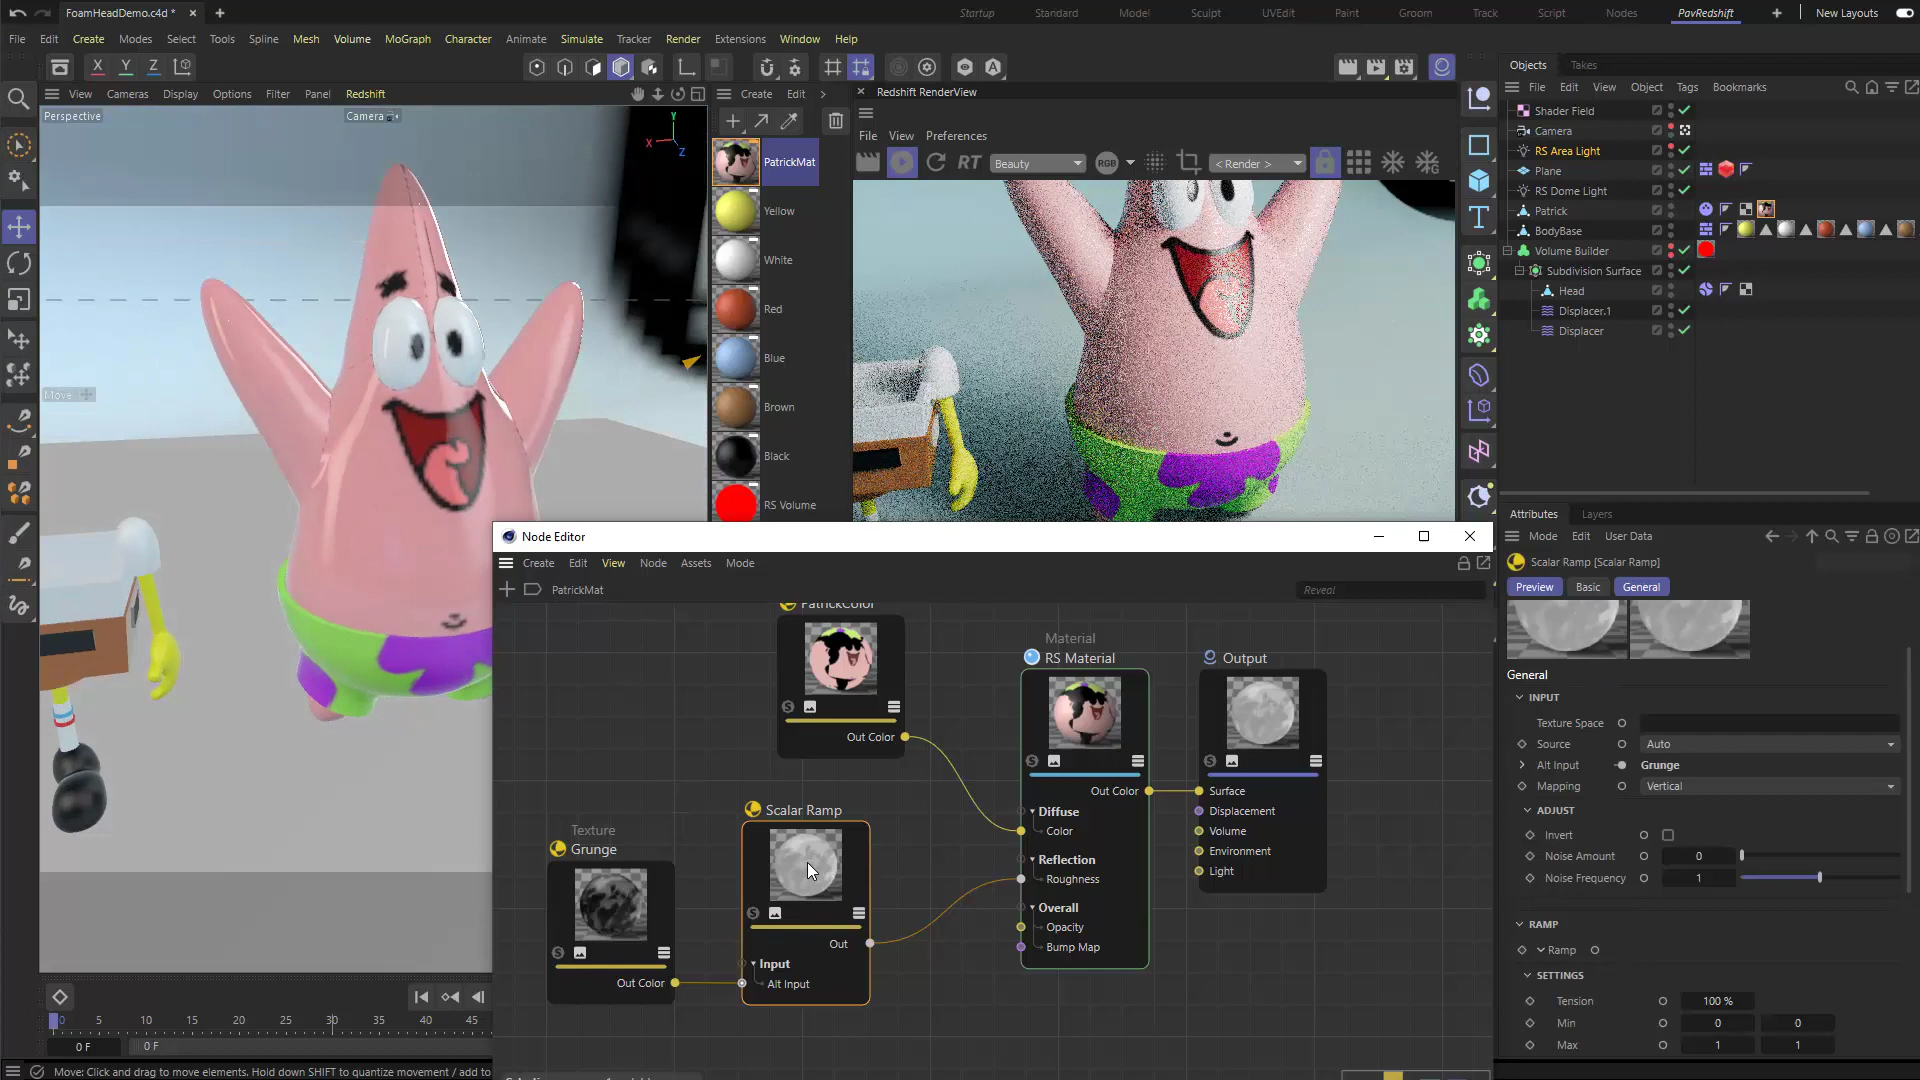 FoamHeadDemo.c4d *
Startup Standard Model Sculpt UVEdit Paint Groom Track Script Nodes PavRedshift New Layouts
File Edit Create Modes Select Tools Spline Mesh Volume MoGraph Character Animate Simulate Tracker Render Extensions Window Help
X Y Z
View Cameras Display Options Filter Panel Redshift
Perspective
Camera
Y
X
Z
Move
Create Edit
PatrickMat
Yellow
White
Red
Blue
Brown
Black
RS Volume
Redshift RenderView
File View Preferences
RT Beauty RGB < Render >
Objects Takes
File Edit View Object Tags Bookmarks
Shader Field
Camera
RS Area Light
Plane
RS Dome Light
Patrick
BodyBase
Volume Builder
Subdivision Surface
Head
Displacer.1
Displacer
Node Editor
Create Edit View Node Assets Mode
PatrickMat
Reveal
PatrickColor
Out Color
Scalar Ramp
Out
Input
Alt Input
Texture
Grunge
Out Color
Material
RS Material
Out Color
Diffuse
Color
Reflection
Roughness
Overall
Opacity
Bump Map
Output
Surface
Displacement
Volume
Environment
Light
Attributes Layers
Mode Edit User Data
Scalar Ramp [Scalar Ramp]
Preview Basic General
General
INPUT
Texture Space
Source Auto
Alt Input Grunge
Mapping Vertical
ADJUST
Invert
Noise Amount 0
Noise Frequency 1
RAMP
Ramp
SETTINGS
Tension 100 %
Min 0 0
Max 1 1
0 5 10 15 20 25 30 35 40 45
0 F 0 F
Move: Click and drag to move elements. Hold down SHIFT to quantize movement / add to